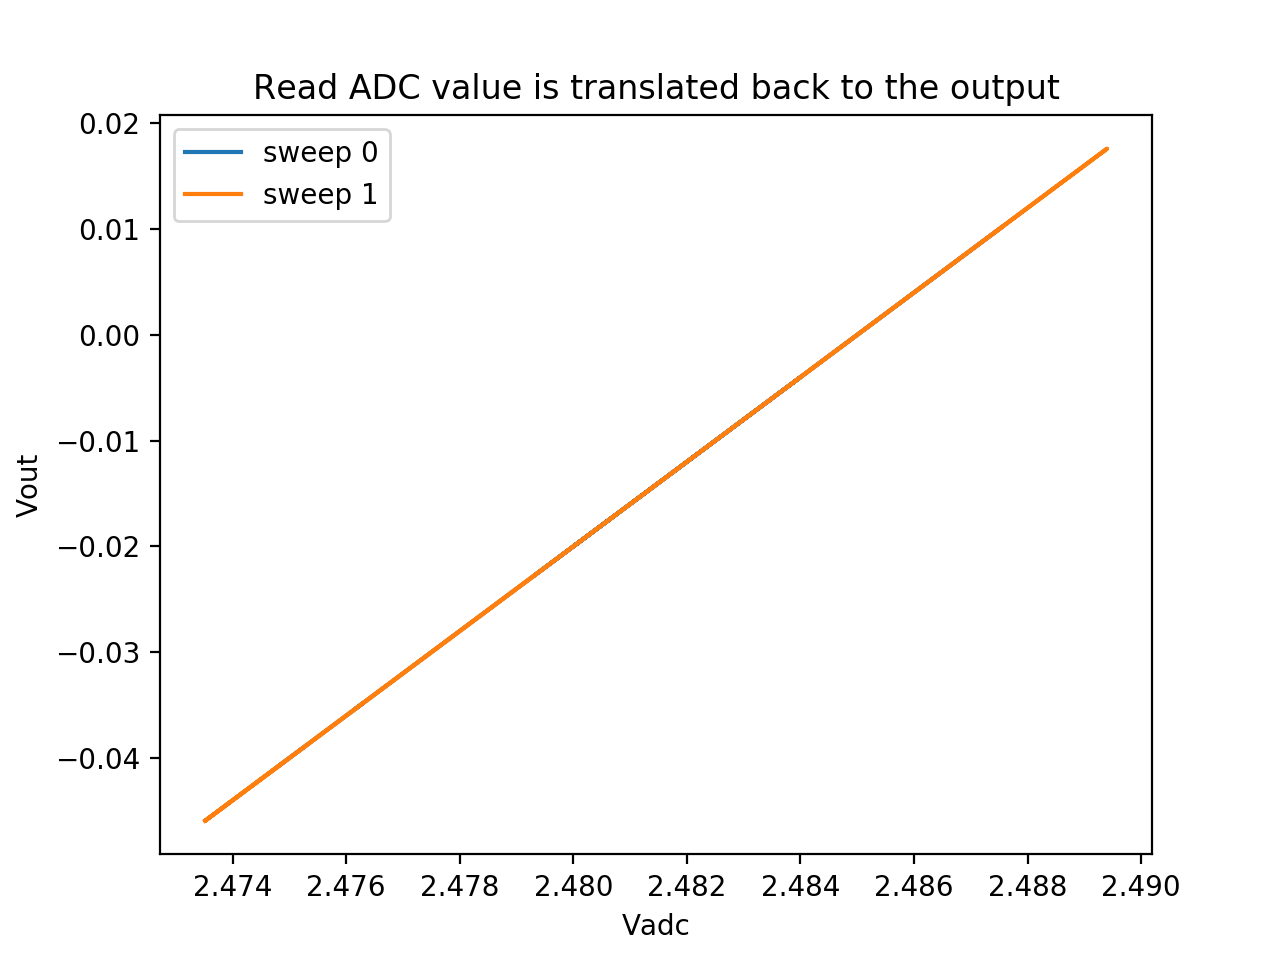 Read ADC value is translated back to the output
sweep 0
sweep 1
0.02
0.01
0.00
−0.01
−0.02
−0.03
−0.04
Vout
2.474 2.476 2.478 2.480 2.482 2.484 2.486 2.488 2.490
Vadc